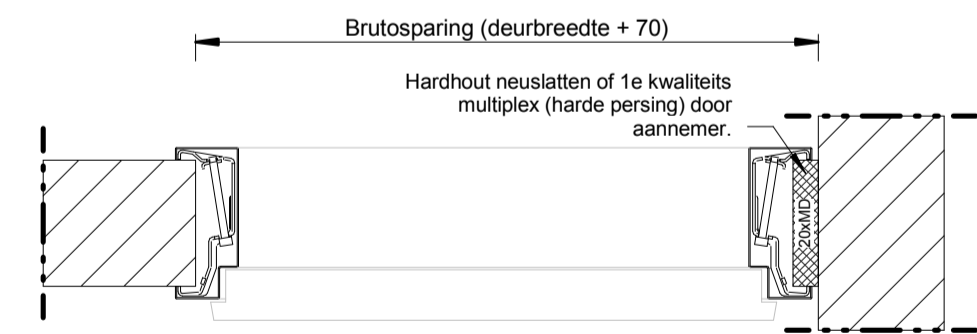 Brutosparing (deurbreedte + 70)
Hardhout neuslatten of 1e kwaliteits
multiplex (harde persing) door
aannemer.
20xMD